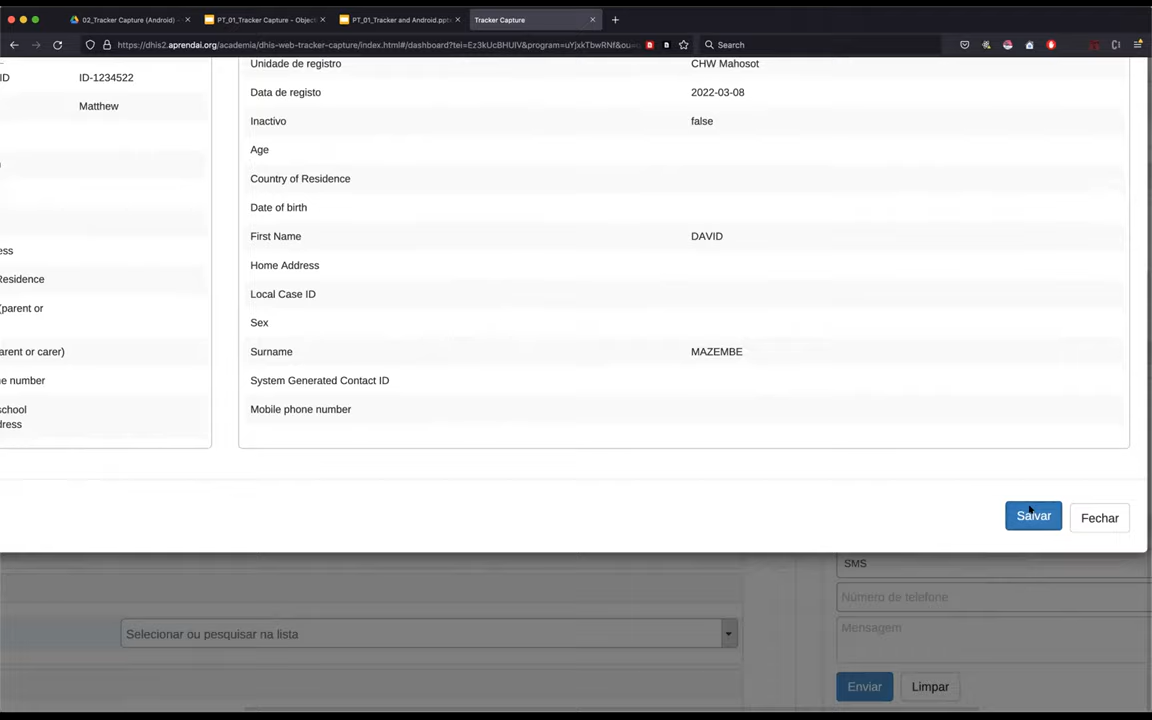 02_Tracker Capture (Android) -
PT_01_Tracker Capture - Objec
PT_01_Tracker and Android.ppt
Tracker Capture
https://dhis2.aprendai.org/academia/dhis-web-tracker-capture/index.html#/dashboard?tei=Ez3kUcBHUIV&program=uYjxkTbwRNf&ou=
Search
ID
ID-1234522
Matthew
ess
Residence
(parent or
arent or carer)
ne number
school
dress
Unidade de registro
CHW Mahosot
Data de registo
2022-03-08
Inactivo
false
Age
Country of Residence
Date of birth
First Name
DAVID
Home Address
Local Case ID
Sex
Surname
MAZEMBE
System Generated Contact ID
Mobile phone number
Salvar
Fechar
SMS
Número de telefone
Selecionar ou pesquisar na lista
Mensagem
Enviar
Limpar